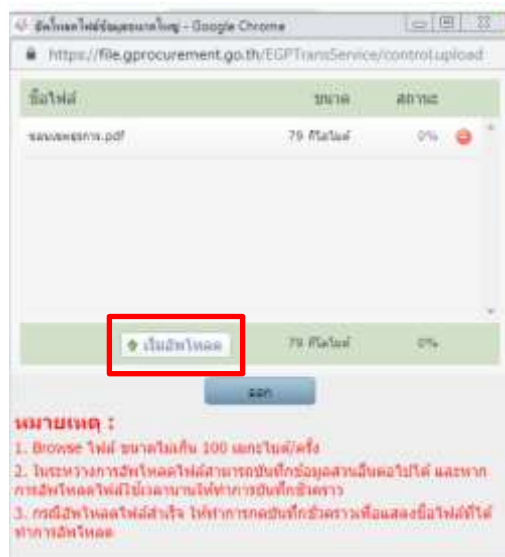 อัพโหลดไฟล์ข้อมูลขนาดใหญ่ - Google Chrome
https://file.gprocurement.go.th/EGPTransService/control.upload
ชื่อไฟล์ ขนาด สถานะ
ขอบเขตธุรการ.pdf 79 กิโลไบต์ 0%
เริ่มอัพโหลด 79 กิโลไบต์ 0%
ออก
หมายเหตุ :
1. Browse ไฟล์ ขนาดไม่เกิน 100 เมกะไบต์/ครั้ง
2. ในระหว่างการอัพโหลดไฟล์สามารถบันทึกข้อมูลส่วนอื่นต่อไปได้ และหาก
การอัพโหลดไฟล์ใช้เวลานานให้ทำการบันทึกชั่วคราว
3. กรณีอัพโหลดไฟล์สำเร็จ ให้ทำการกดบันทึกชั่วคราวเพื่อแสดงชื่อไฟล์ที่ได้
ทำการอัพโหลด